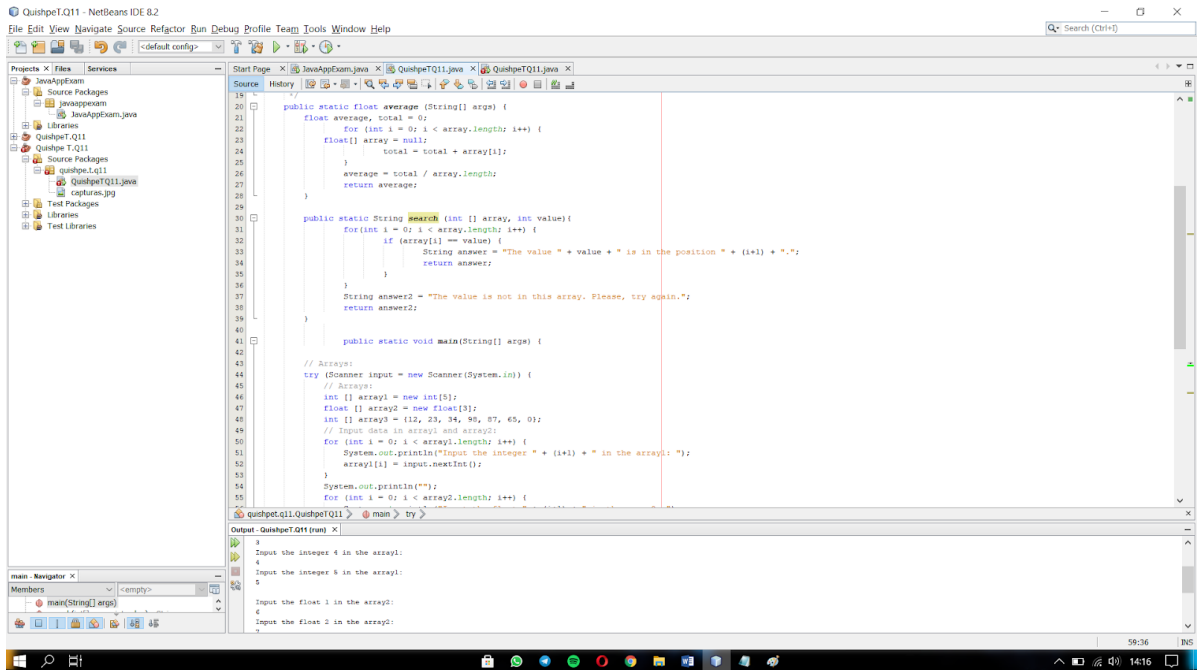 QuishpeT.Q11 - NetBeans IDE 8.2
File Edit View Navigate Source Refactor Run Debug Profile Team Tools Window Help
Search (Ctrl+I)
<default config>
Projects Files Services
JavaAppExam
Source Packages
javaappexam
JavaAppExam.java
Libraries
QuishpeT.Q11
Quishpe T.Q11
Source Packages
quishpe.t.q11
QuishpeTQ11.java
capturas.jpg
Test Packages
Libraries
Test Libraries
Start Page JavaAppExam.java QuishpeTQ11.java QuishpeTQ11.java
Source History
19 */
20 public static float average (String[] args) {
21 float average, total = 0;
22 for (int i = 0; i < array.length; i++) {
23 float[] array = null;
24 total = total + array[i];
25 }
26 average = total / array.length;
27 return average;
28 }
29
30 public static String search (int [] array, int value){
31 for(int i = 0; i < array.length; i++) {
32 if (array[i] == value) {
33 String answer = "The value " + value + " is in the position " + (i+1) + ".";
34 return answer;
35 }
36 }
37 String answer2 = "The value is not in this array. Please, try again.";
38 return answer2;
39 }
40
41 public static void main(String[] args) {
42
43 // Arrays:
44 try (Scanner input = new Scanner(System.in)) {
45 // Arrays:
46 int [] array1 = new int[5];
47 float [] array2 = new float[3];
48 int [] array3 = {12, 23, 34, 98, 87, 65, 0};
49 // Input data in array1 and array2:
50 for (int i = 0; i < array1.length; i++) {
51 System.out.println("Input the integer " + (i+1) + " in the array1: ");
52 array1[i] = input.nextInt();
53 }
54 System.out.println("");
55 for (int i = 0; i < array2.length; i++) {
quishpet.q11.QuishpeTQ11 main try
Output - QuishpeT.Q11 (run)
3
Input the integer 4 in the array1:
4
Input the integer 5 in the array1:
5
Input the float 1 in the array2:
6
Input the float 2 in the array2:
main - Navigator
Members <empty>
main(String[] args)
59:36 INS
14:16